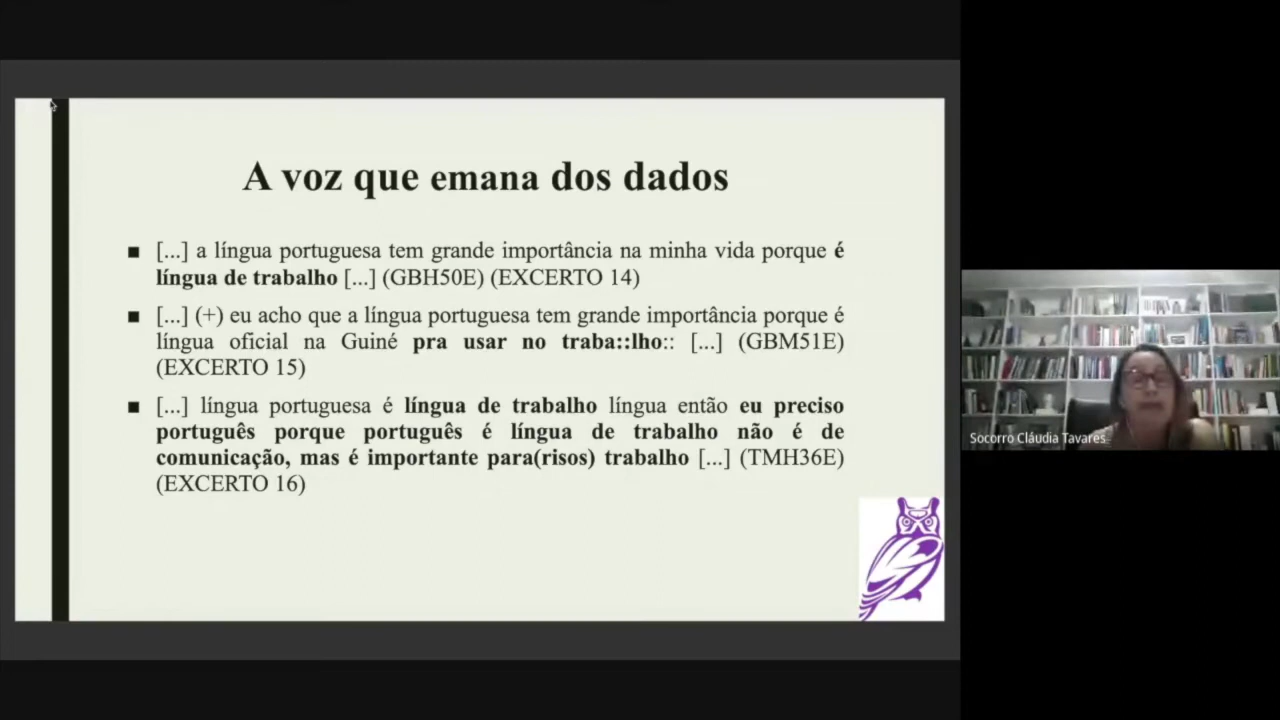 A voz que emana dos dados
■ [...] a língua portuguesa tem grande importância na minha vida porque é
língua de trabalho [...] (GBH50E) (EXCERTO 14)
■ [...] (+) eu acho que a língua portuguesa tem grande importância porque é
língua oficial na Guiné pra usar no traba::lho:: [...] (GBM51E)
(EXCERTO 15)
■ [...] língua portuguesa é língua de trabalho língua então eu preciso
português porque português é língua de trabalho não é de
comunicação, mas é importante para(risos) trabalho [...] (TMH36E)
(EXCERTO 16)
Socorro Cláudia Tavares